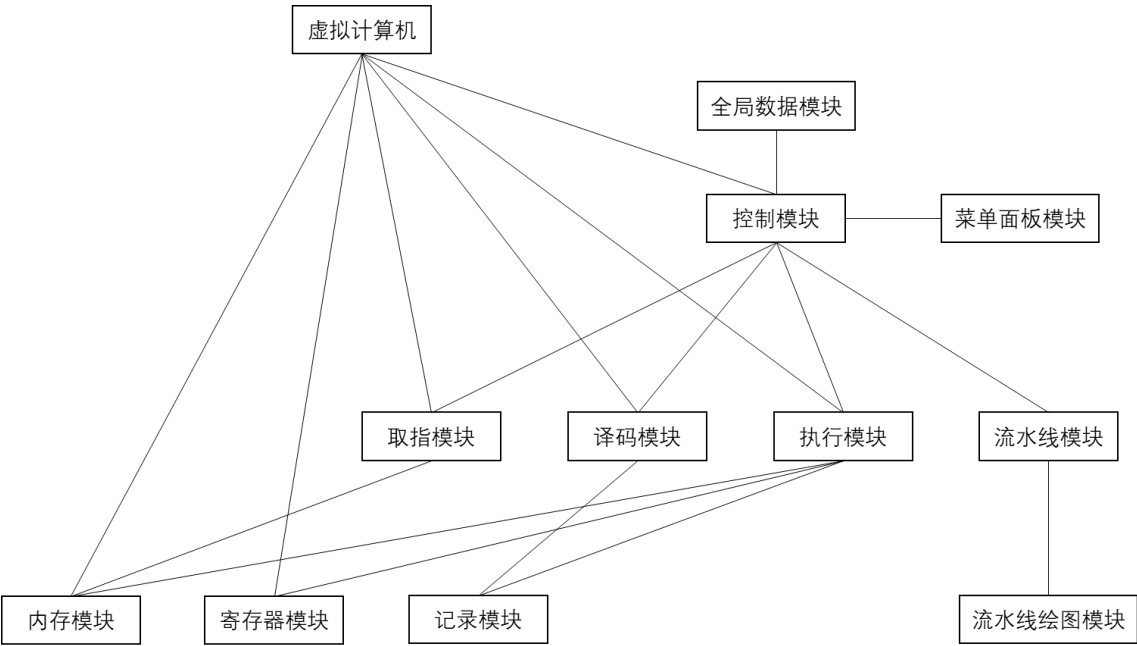 虚拟计算机
全局数据模块
控制模块
菜单面板模块
取指模块
译码模块
执行模块
流水线模块
内存模块
寄存器模块
记录模块
流水线绘图模块